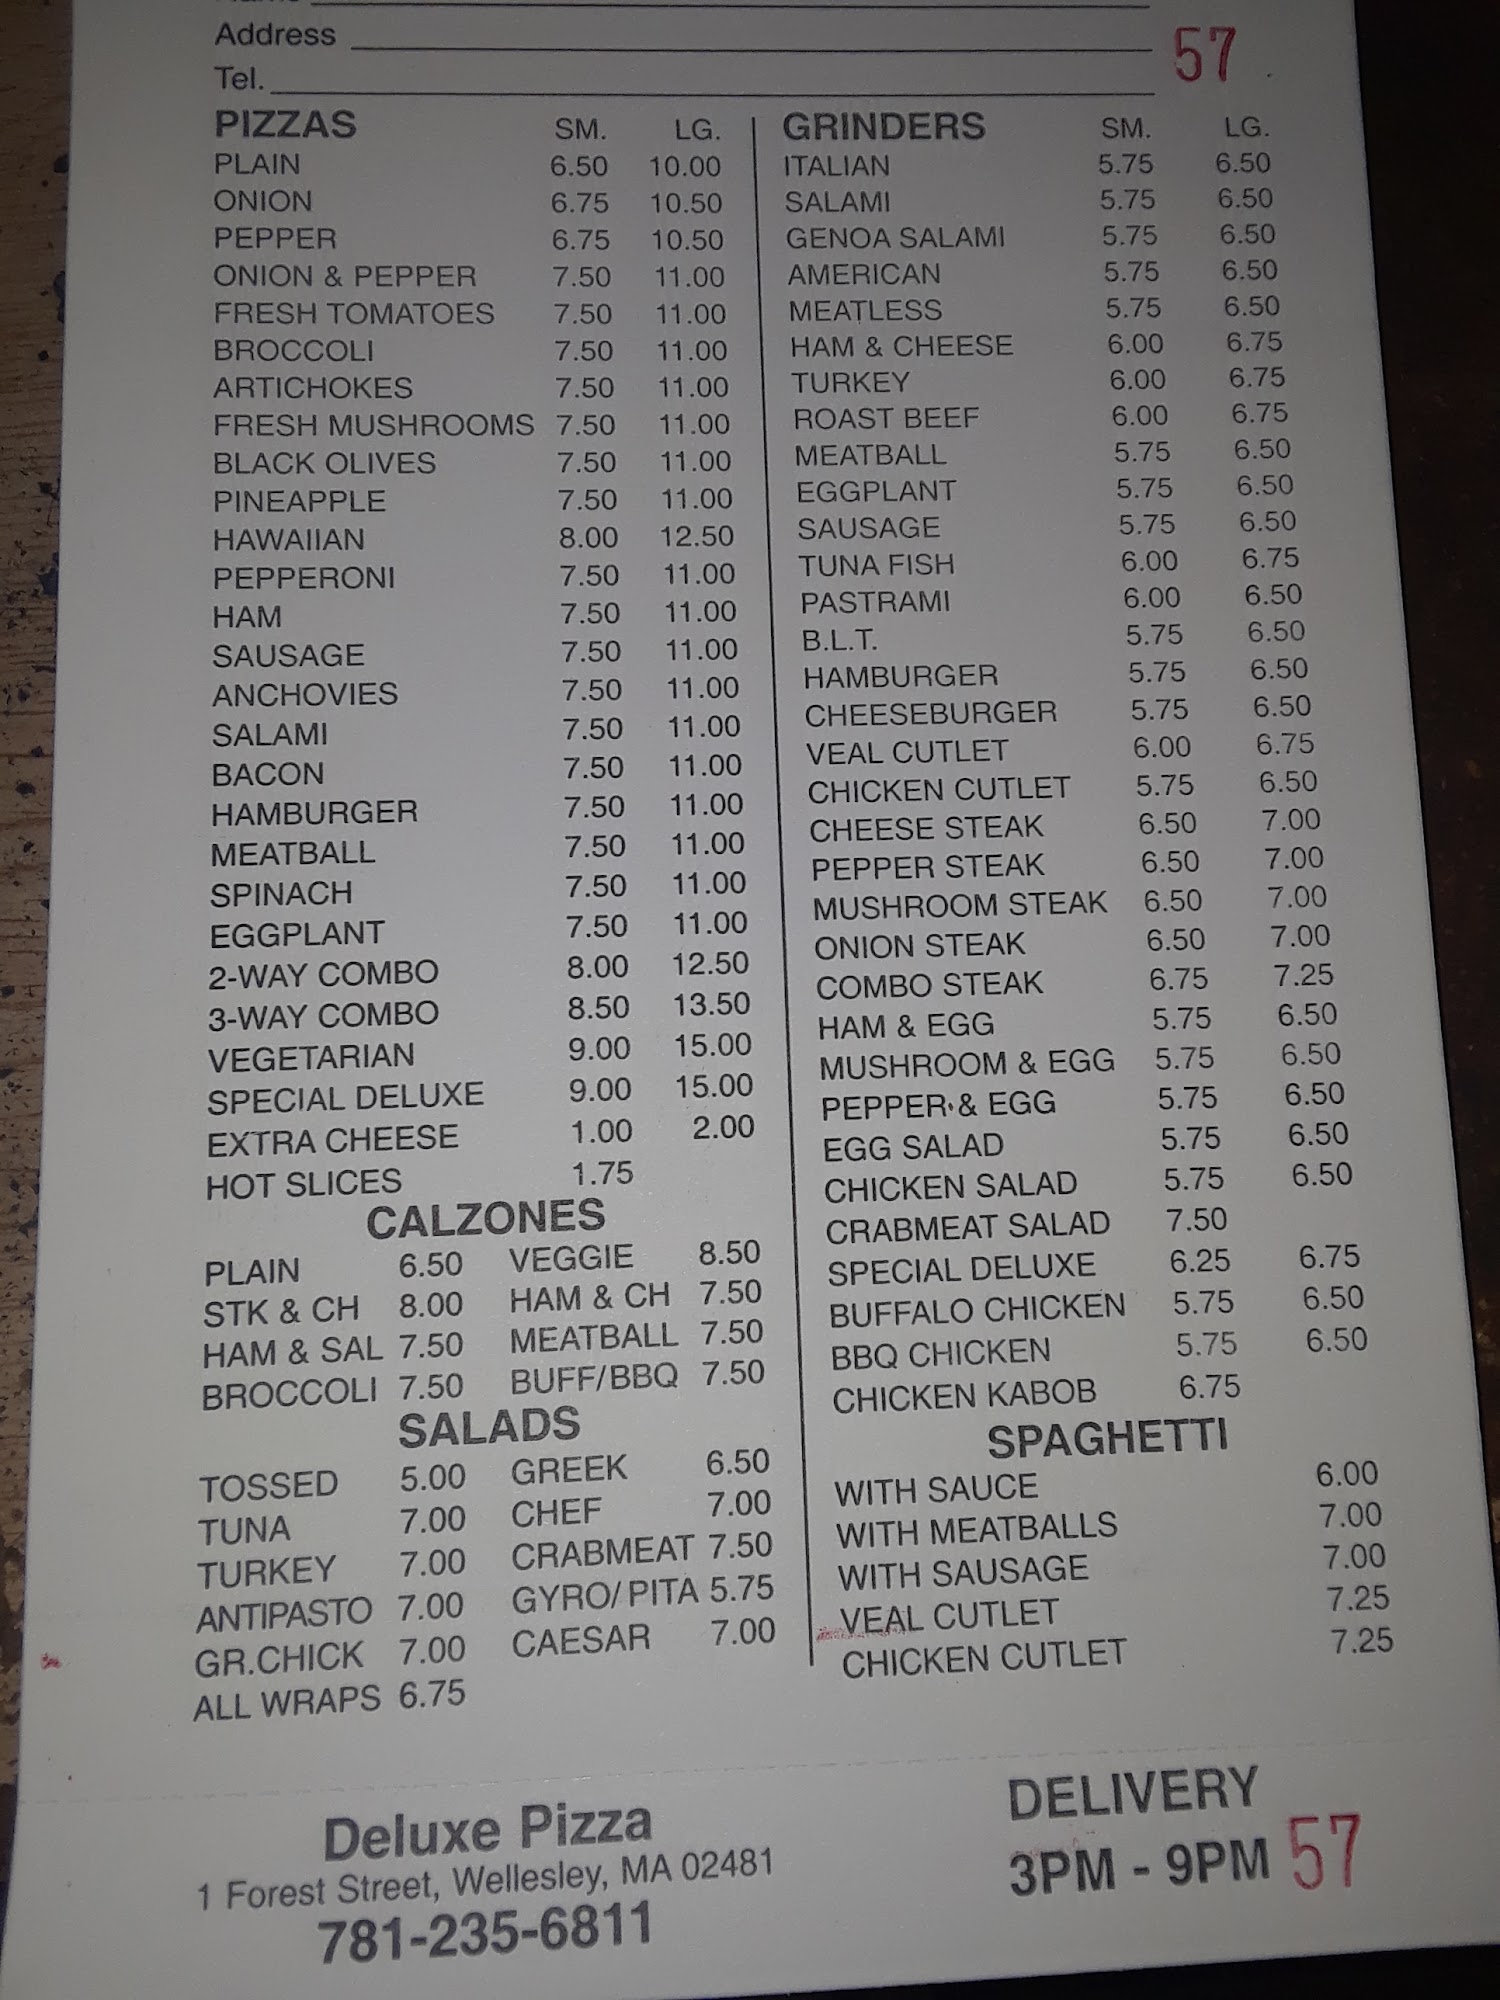 Address
Tel.
57
PIZZAS SM. LG.
PLAIN 6.50 10.00
ONION 6.75 10.50
PEPPER 6.75 10.50
ONION & PEPPER 7.50 11.00
FRESH TOMATOES 7.50 11.00
BROCCOLI 7.50 11.00
ARTICHOKES 7.50 11.00
FRESH MUSHROOMS 7.50 11.00
BLACK OLIVES 7.50 11.00
PINEAPPLE 7.50 11.00
HAWAIIAN 8.00 12.50
PEPPERONI 7.50 11.00
HAM 7.50 11.00
SAUSAGE 7.50 11.00
ANCHOVIES 7.50 11.00
SALAMI 7.50 11.00
BACON 7.50 11.00
HAMBURGER 7.50 11.00
MEATBALL 7.50 11.00
SPINACH 7.50 11.00
EGGPLANT 7.50 11.00
2-WAY COMBO 8.00 12.50
3-WAY COMBO 8.50 13.50
VEGETARIAN 9.00 15.00
SPECIAL DELUXE 9.00 15.00
EXTRA CHEESE 1.00 2.00
HOT SLICES 1.75
CALZONES
PLAIN 6.50 VEGGIE 8.50
STK & CH 8.00 HAM & CH 7.50
HAM & SAL 7.50 MEATBALL 7.50
BROCCOLI 7.50 BUFF/BBQ 7.50
SALADS
TOSSED 5.00 GREEK 6.50
TUNA 7.00 CHEF 7.00
TURKEY 7.00 CRABMEAT 7.50
ANTIPASTO 7.00 GYRO/PITA 5.75
GR.CHICK 7.00 CAESAR 7.00
ALL WRAPS 6.75
GRINDERS SM. LG.
ITALIAN 5.75 6.50
SALAMI 5.75 6.50
GENOA SALAMI 5.75 6.50
AMERICAN 5.75 6.50
MEATLESS 5.75 6.50
HAM & CHEESE 6.00 6.75
TURKEY 6.00 6.75
ROAST BEEF 6.00 6.75
MEATBALL 5.75 6.50
EGGPLANT 5.75 6.50
SAUSAGE 5.75 6.50
TUNA FISH 6.00 6.75
PASTRAMI 6.00 6.50
B.L.T. 5.75 6.50
HAMBURGER 5.75 6.50
CHEESEBURGER 5.75 6.50
VEAL CUTLET 6.00 6.75
CHICKEN CUTLET 5.75 6.50
CHEESE STEAK 6.50 7.00
PEPPER STEAK 6.50 7.00
MUSHROOM STEAK 6.50 7.00
ONION STEAK 6.50 7.00
COMBO STEAK 6.75 7.25
HAM & EGG 5.75 6.50
MUSHROOM & EGG 5.75 6.50
PEPPER & EGG 5.75 6.50
EGG SALAD 5.75 6.50
CHICKEN SALAD 5.75 6.50
CRABMEAT SALAD 7.50
SPECIAL DELUXE 6.25 6.75
BUFFALO CHICKEN 5.75 6.50
BBQ CHICKEN 5.75 6.50
CHICKEN KABOB 6.75
SPAGHETTI
WITH SAUCE 6.00
WITH MEATBALLS 7.00
WITH SAUSAGE 7.00
VEAL CUTLET 7.25
CHICKEN CUTLET 7.25
Deluxe Pizza
1 Forest Street, Wellesley, MA 02481
781-235-6811
DELIVERY
3PM - 9PM 57